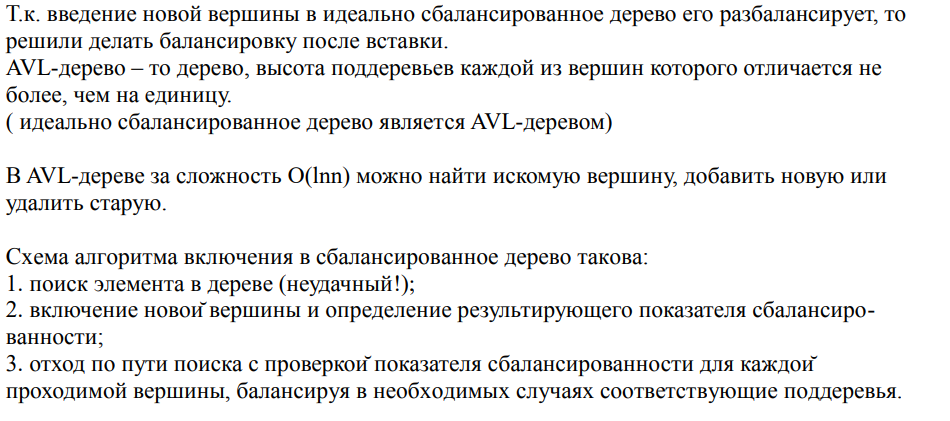 Т.к. введение новой вершины в идеально сбалансированное дерево его разбалансирует, то
решили делать балансировку после вставки.
AVL-дерево – то дерево, высота поддеревьев каждой из вершин которого отличается не
более, чем на единицу.
( идеально сбалансированное дерево является AVL-деревом)
В AVL-дереве за сложность O(lnn) можно найти искомую вершину, добавить новую или
удалить старую.
Схема алгоритма включения в сбалансированное дерево такова:
1. поиск элемента в дереве (неудачный!);
2. включение новой вершины и определение результирующего показателя сбалансиро-
ванности;
3. отход по пути поиска с проверкой показателя сбалансированности для каждой
проходимой вершины, балансируя в необходимых случаях соответствующие поддеревья.